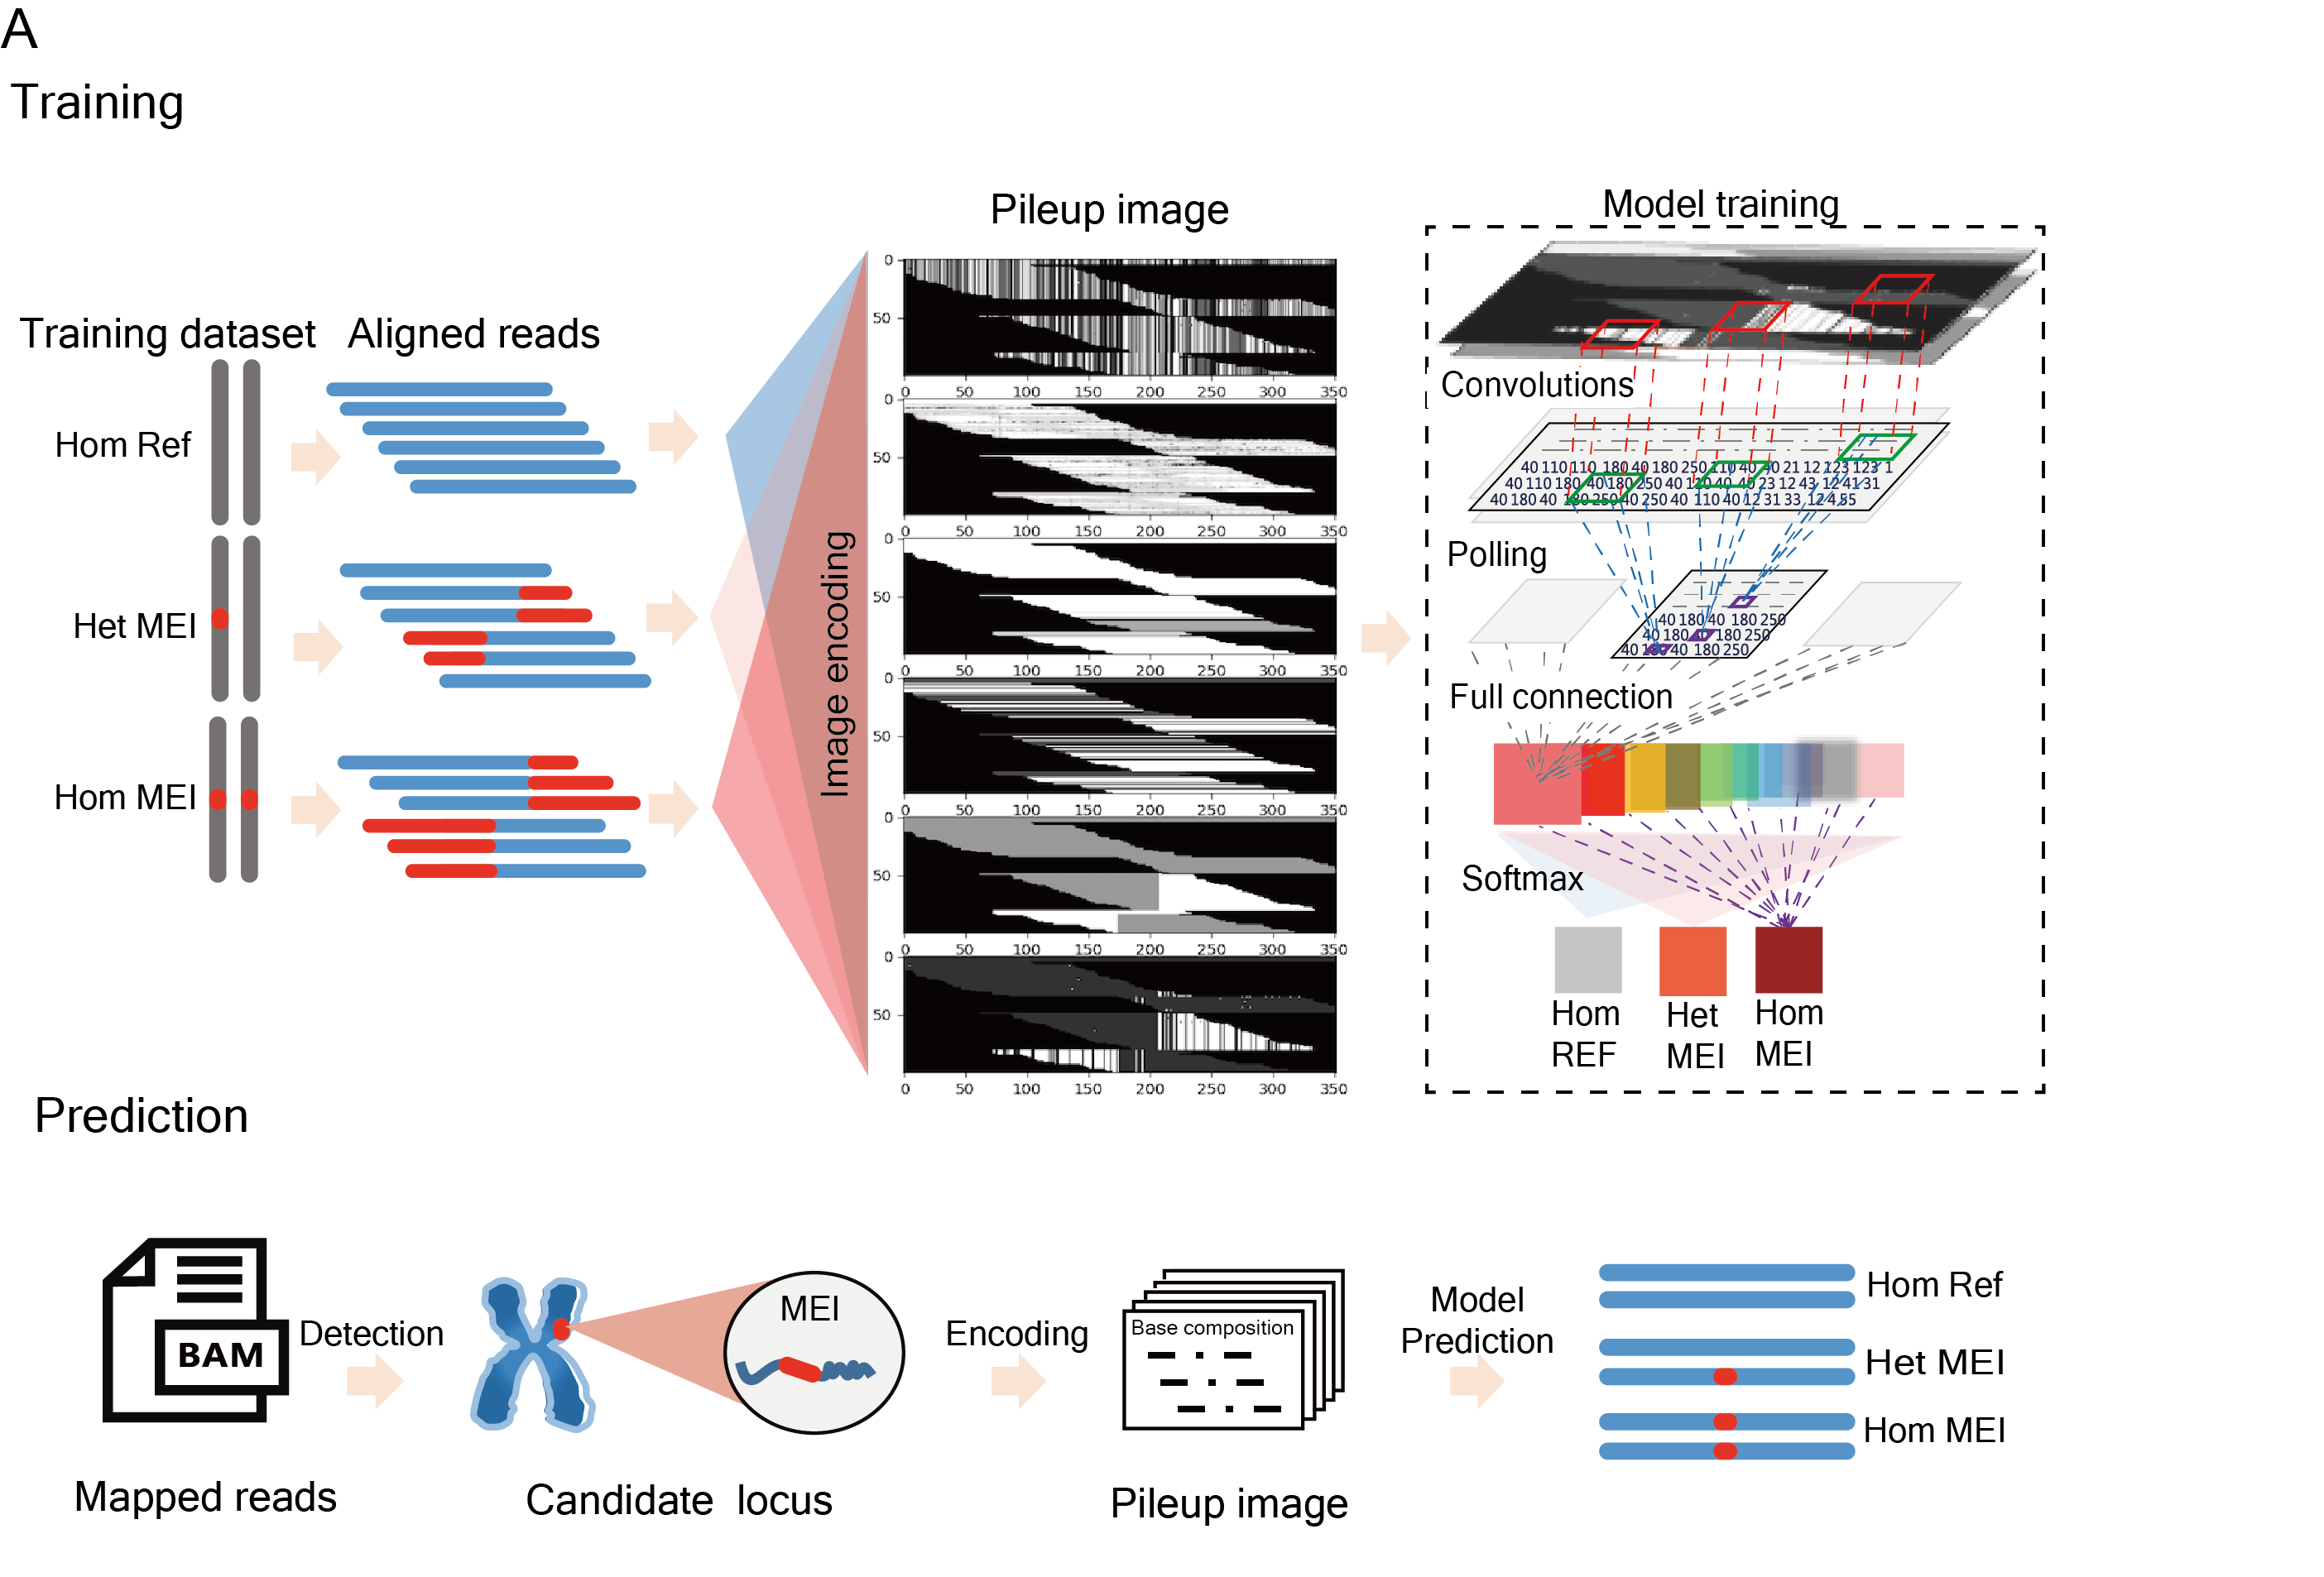 A
Training
Training dataset
Aligned reads
Hom Ref
Het MEI
Hom MEI
Image encoding
Pileup image
0
50
0 50 100 150 200 250 300 350
0
50
0 50 100 150 200 250 300 350
0
50
0 50 100 150 200 250 300 350
0
50
0 50 100 150 200 250 300 350
0
50
0 50 100 150 200 250 300 350
0
50
0 50 100 150 200 250 300 350
Model training
Convolutions
40 110 110 180 40 180 250 110 40 40 21 12 123 123 1
40 110 180 40 180 250 40 40 40 23 12 43 12 41 31
40 180 40 180 250 40 250 40 110 40 12 31 33 12 4 55
Polling
40 180 40 180 250
40 180 40 180 250
40 180 40 180 250
Full connection
Softmax
Hom
REF
Het
MEI
Hom
MEI
Prediction
BAM
Mapped reads
Detection
MEI
Candidate locus
Encoding
Base composition
Pileup image
Model
Prediction
Hom Ref
Het MEI
Hom MEI